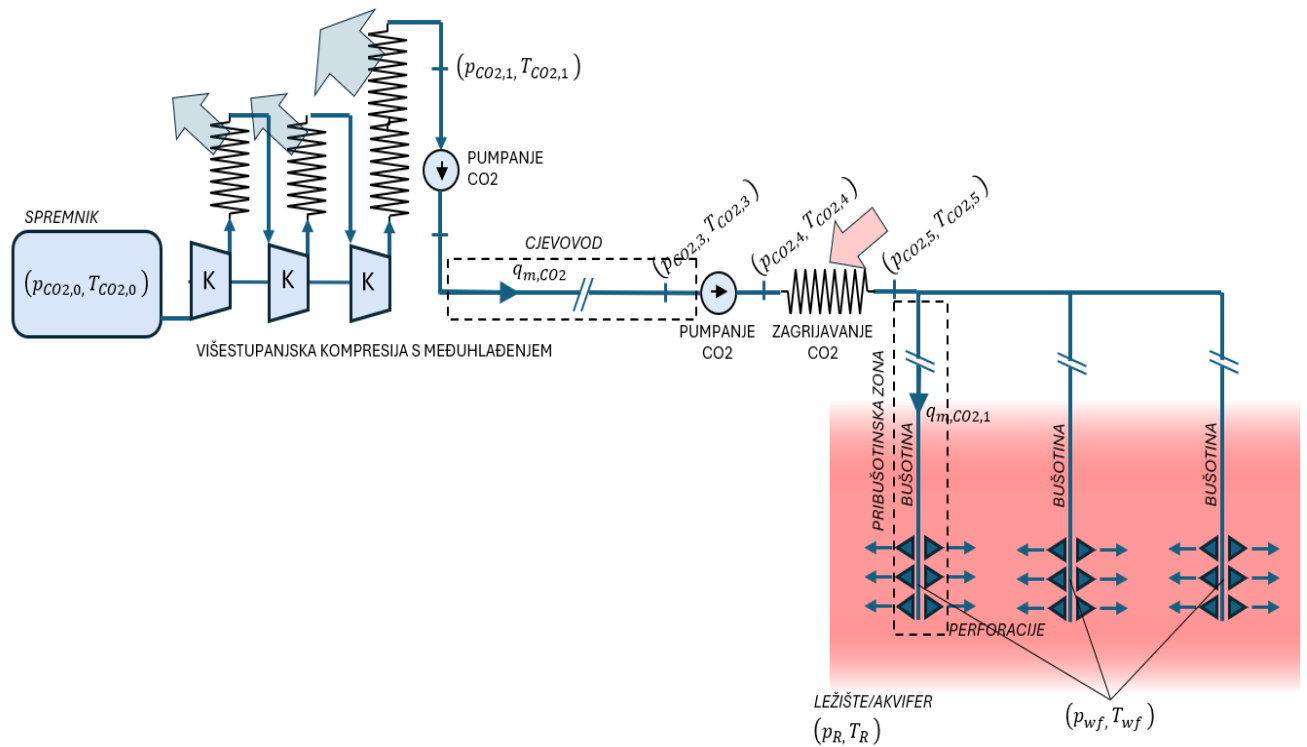 (p_{CO2,1}, T_{CO2,1})
PUMPANJE
CO2
SPREMNIK
(p_{CO2,0}, T_{CO2,0})
K
K
K
VIŠESTUPANJSKA KOMPRESIJA S MEĐUHLAĐENJEM
CJEVOVOD
q_{m,CO2}
(p_{CO2,3}, T_{CO2,3})
PUMPANJE
CO2
(p_{CO2,4}, T_{CO2,4})
ZAGRIJAVANJE
CO2
(p_{CO2,5}, T_{CO2,5})
PRIBUŠOTINSKA ZONA
BUŠOTINA
q_{m,CO2,1}
BUŠOTINA
BUŠOTINA
PERFORACIJE
LEŽIŠTE/AKVIFER
(p_R, T_R)
(p_{wf}, T_{wf})